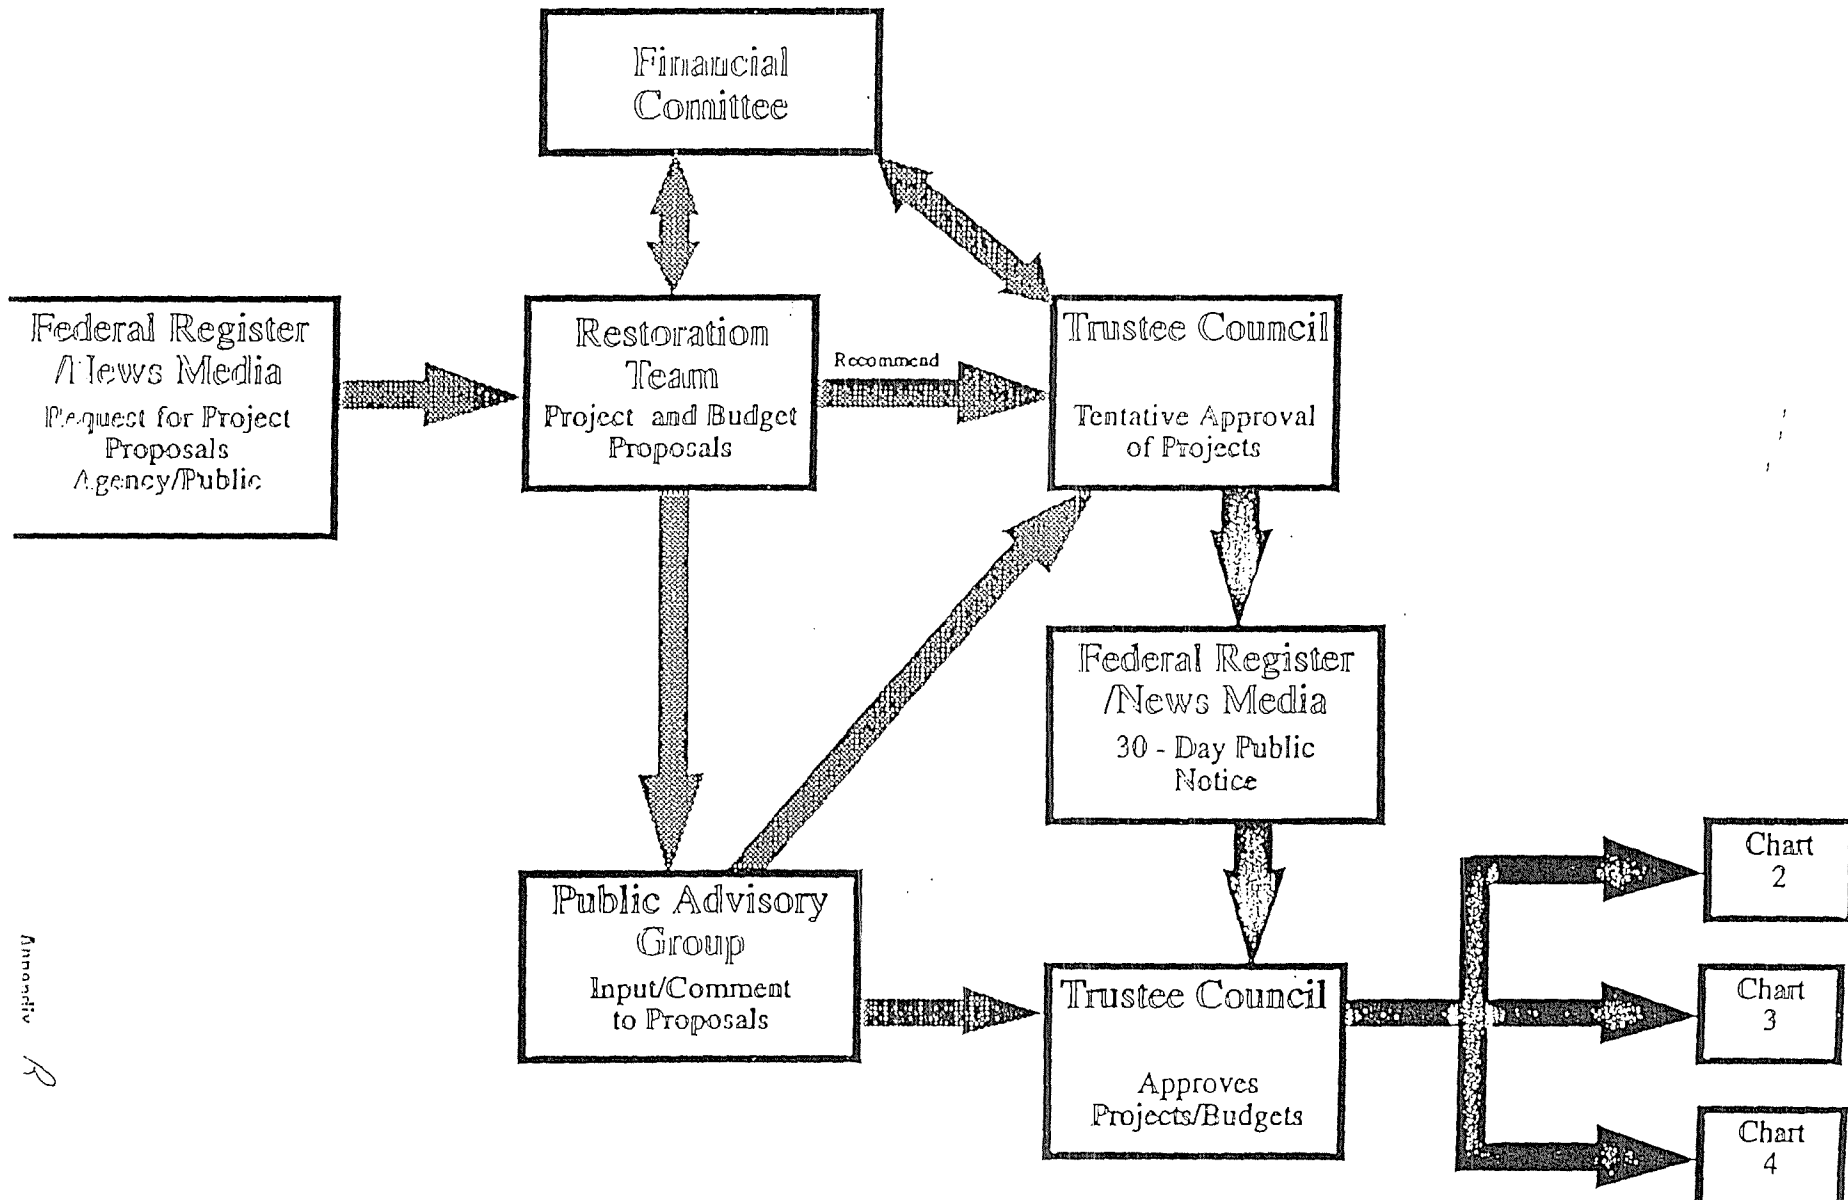 Financial
Comittee
Federal Register
/News Media
Request for Project
Proposals
Agency/Public
Restoration
Team
Project and Budget
Proposals
Recommend
Trustee Council
Tentative Approval
of Projects
Federal Register
/News Media
30 - Day Public
Notice
Public Advisory
Group
Input/Comment
to Proposals
Trustee Council
Approves
Projects/Budgets
Chart
2
Chart
3
Chart
4